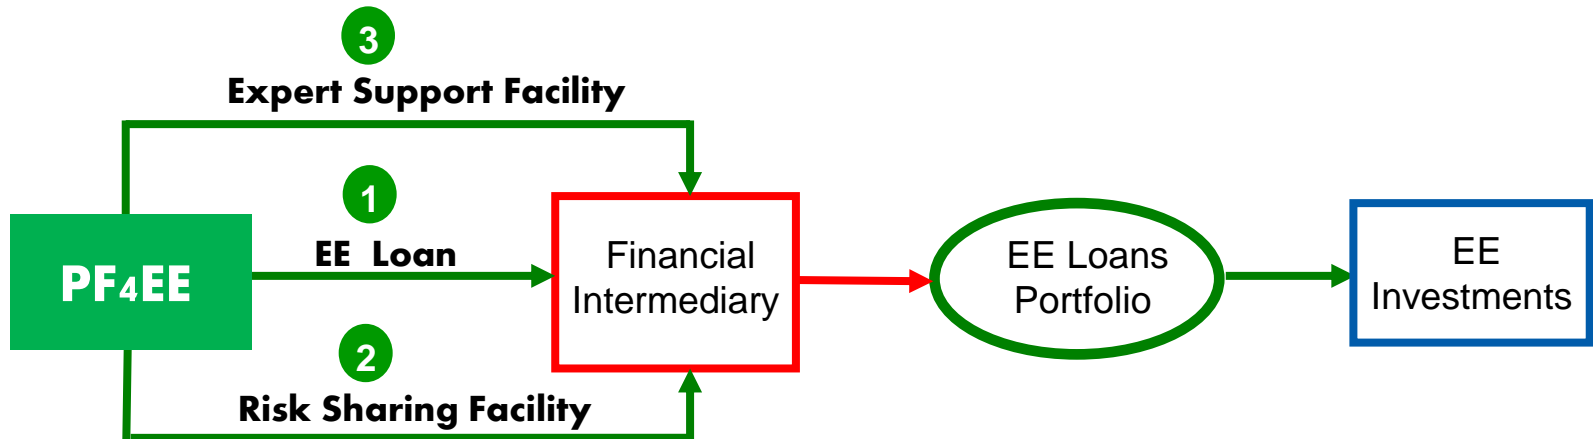 3
Expert Support Facility
1
EE Loan
PF4EE
Financial
Intermediary
EE Loans
Portfolio
EE
Investments
2
Risk Sharing Facility